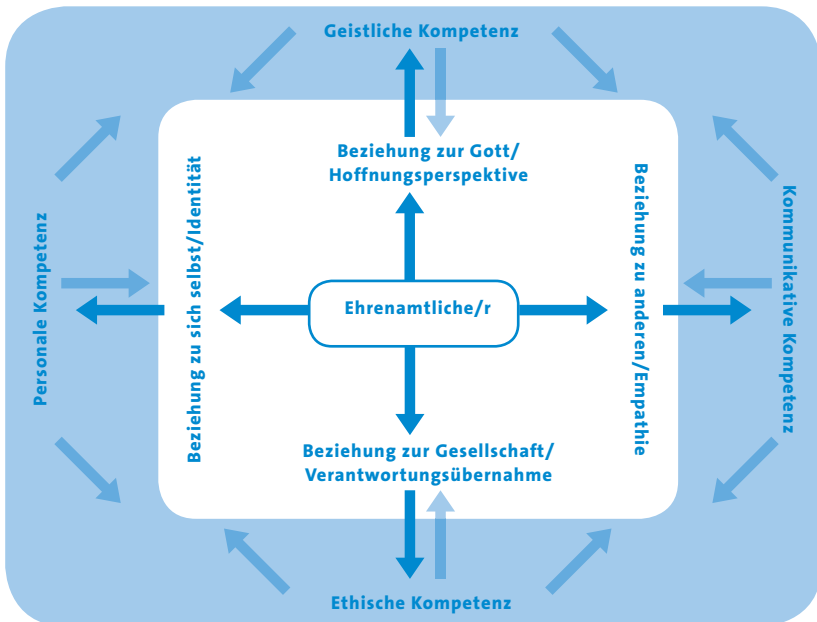 Geistliche Kompetenz
Beziehung zur Gott/
Hoffnungsperspektive
Personale Kompetenz
Beziehung zu sich selbst/Identität
Ehrenamtliche/r
Beziehung zu anderen/Empathie
Kommunikative Kompetenz
Beziehung zur Gesellschaft/
Verantwortungsübernahme
Ethische Kompetenz